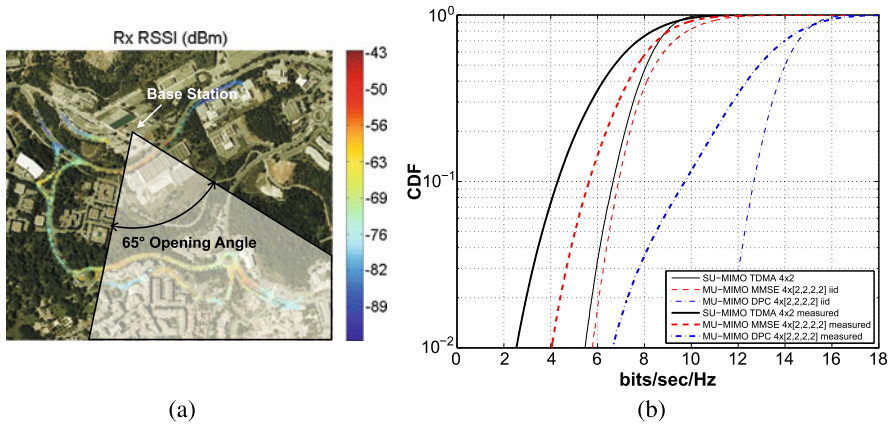 Rx RSSI (dBm)
Base Station
65° Opening Angle
-43
-56
-63
-69
-76
-82
-89
(a)
CDF
10⁰
10⁻¹
10⁻²
SU−MIMO TDMA 4x2
MU−MIMO MMSE 4x[2,2,2,2] iid
MU−MIMO DPC 4x[2,2,2,2] iid
SU−MIMO TDMA 4x2 measured
MU−MIMO MMSE 4x[2,2,2,2] measured
MU−MIMO DPC 4x[2,2,2,2] measured
0 2 4 6 8 10 12 14 16 18
bits/sec/Hz
(b)